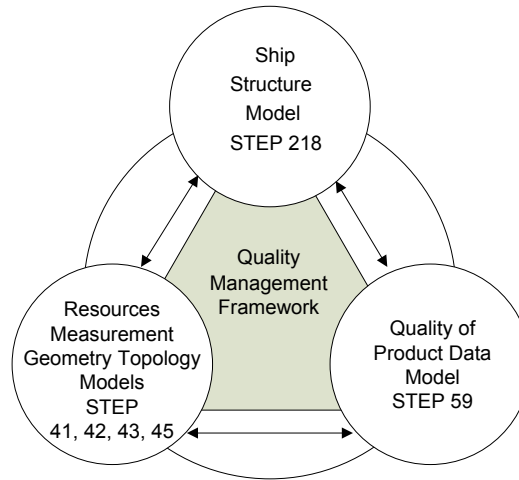 Ship
Structure
Model
STEP 218
Quality
Management
Framework
Resources
Measurement
Geometry Topology
Models
STEP
41, 42, 43, 45
Quality of
Product Data
Model
STEP 59